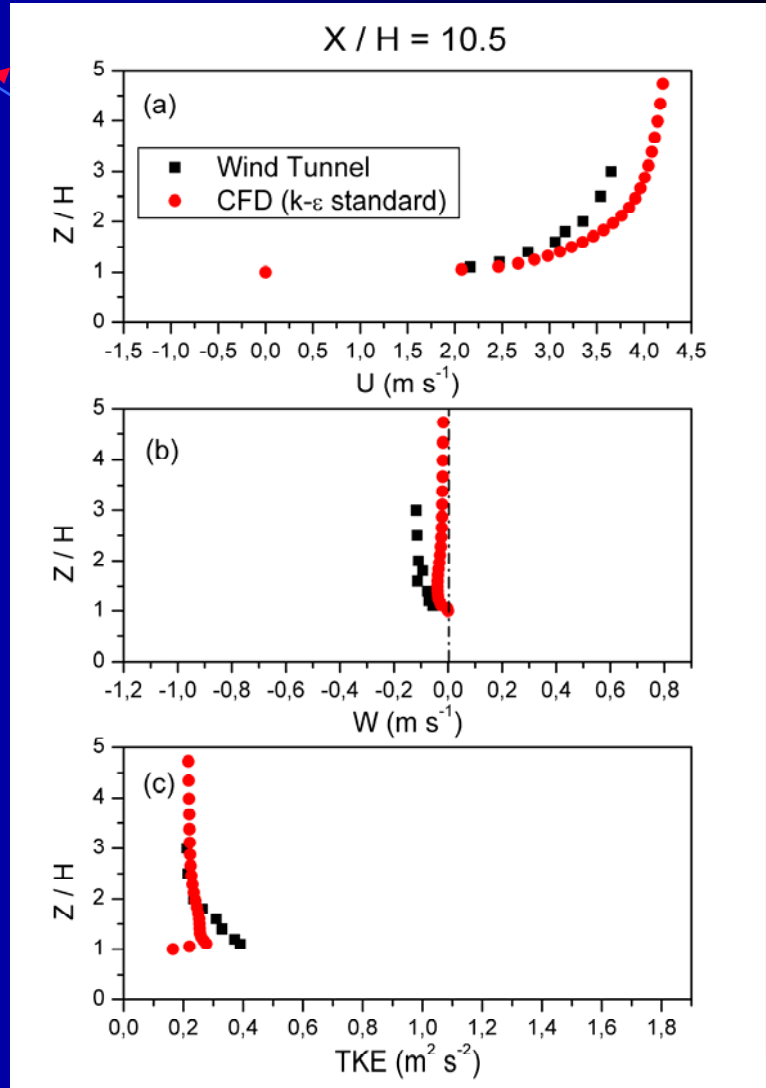 X / H = 10.5
(a)
Wind Tunnel
CFD (k-ε standard)
Z / H
5
4
3
2
1
0
-1,5 -1,0 -0,5 0,0 0,5 1,0 1,5 2,0 2,5 3,0 3,5 4,0 4,5
U (m s⁻¹)
(b)
Z / H
5
4
3
2
1
0
-1,2 -1,0 -0,8 -0,6 -0,4 -0,2 0,0 0,2 0,4 0,6 0,8
W (m s⁻¹)
(c)
Z / H
5
4
3
2
1
0
0,0 0,2 0,4 0,6 0,8 1,0 1,2 1,4 1,6 1,8
TKE (m² s⁻²)